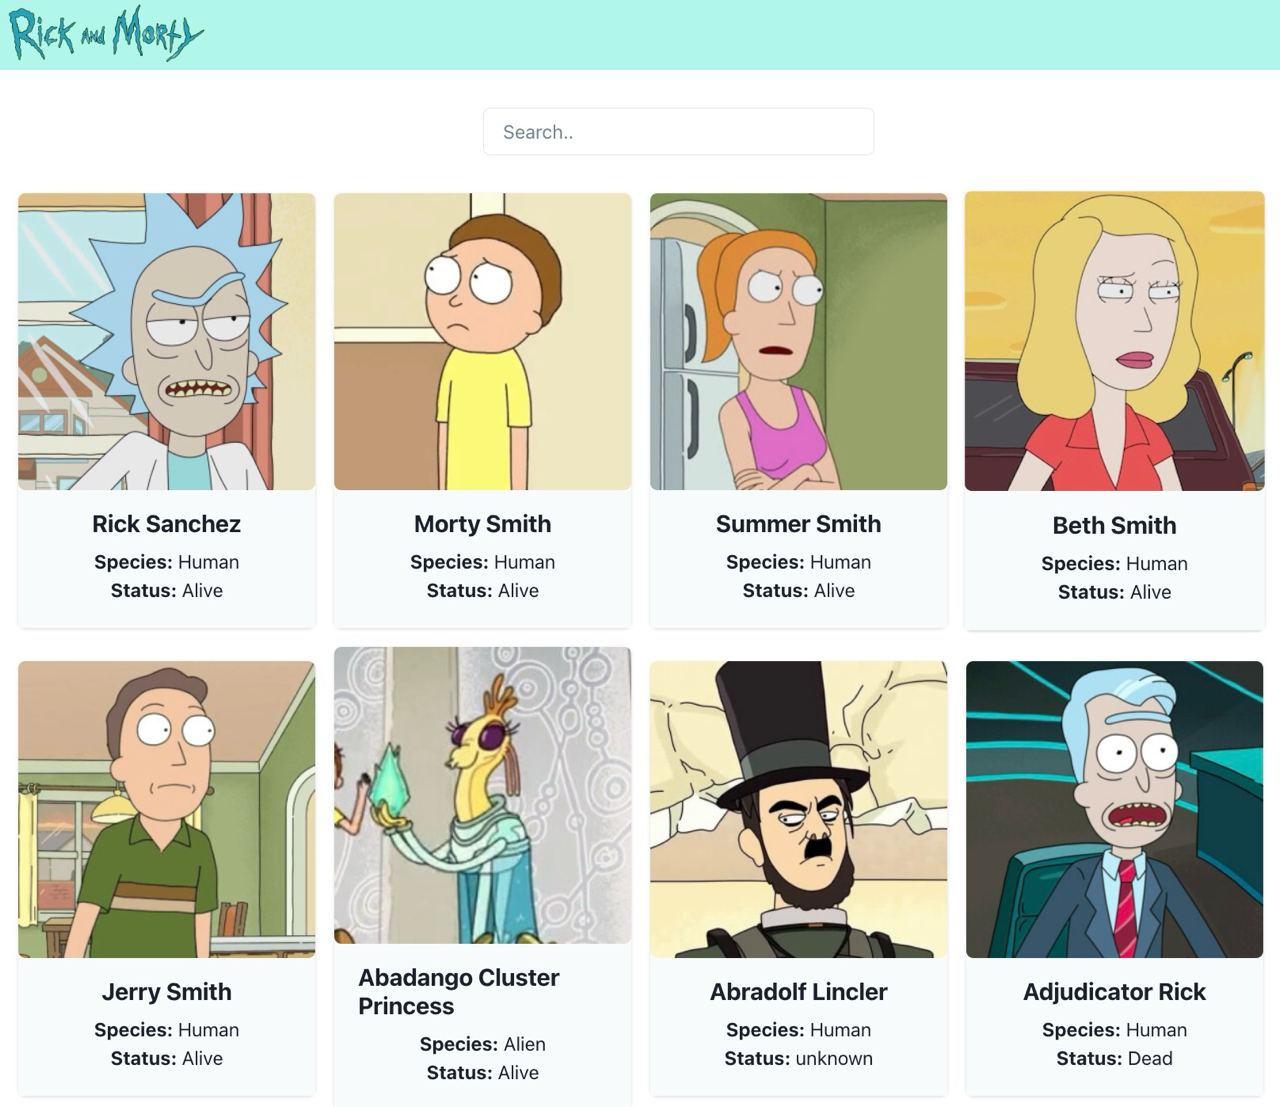 Rick and Morty
Search..
Rick Sanchez
Species: Human
Status: Alive
Morty Smith
Species: Human
Status: Alive
Summer Smith
Species: Human
Status: Alive
Beth Smith
Species: Human
Status: Alive
Jerry Smith
Species: Human
Status: Alive
Abadango Cluster
Princess
Species: Alien
Status: Alive
Abradolf Lincler
Species: Human
Status: unknown
Adjudicator Rick
Species: Human
Status: Dead